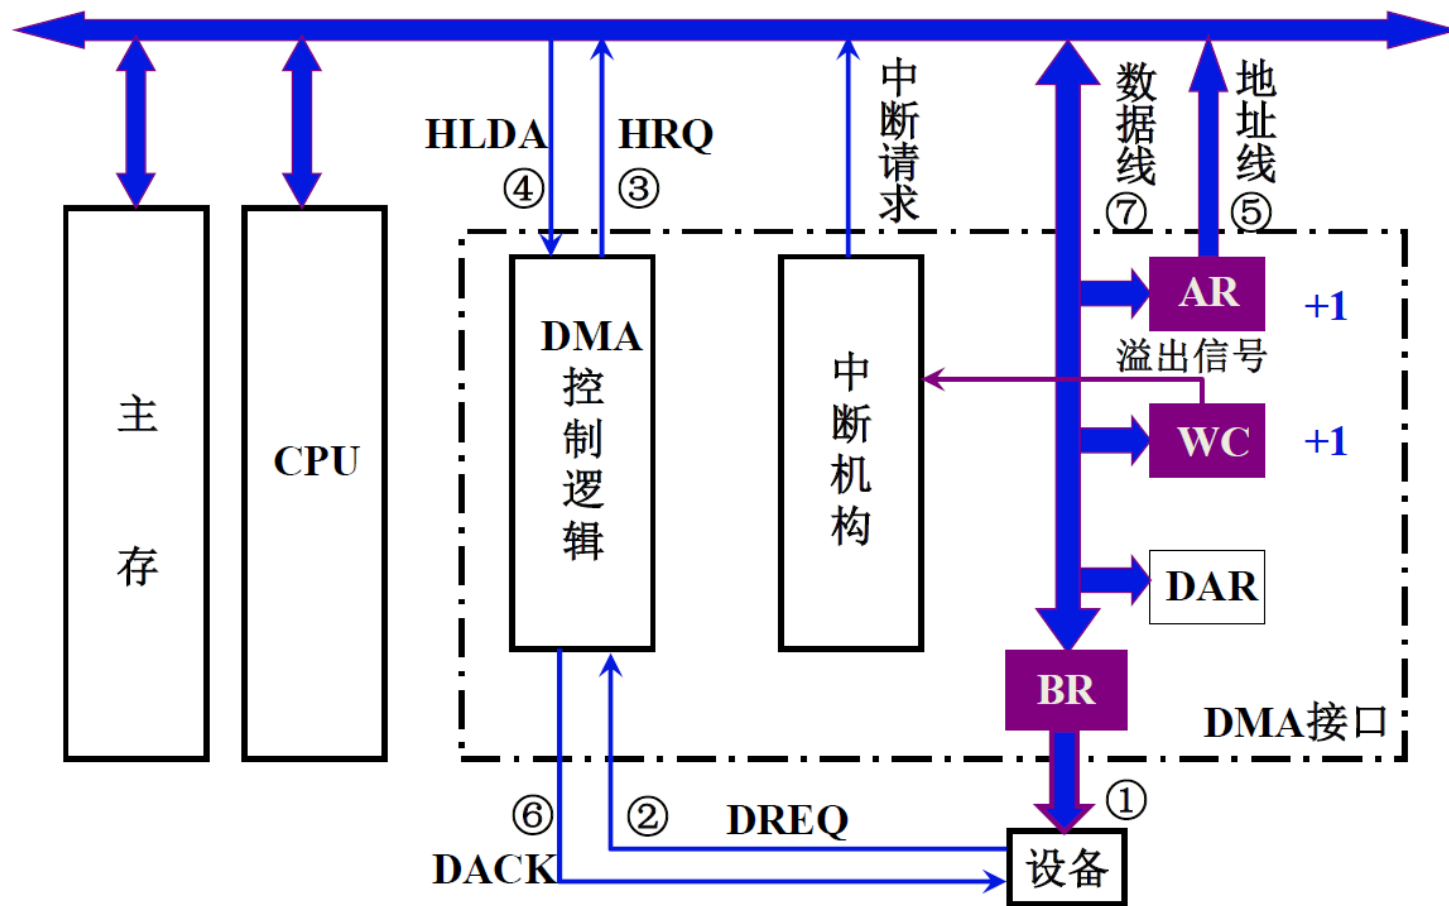 HLDA
④
HRQ
③
中断请求
数据线
⑦
地址线
⑤
主存
CPU
DMA
控制逻辑
中断机构
AR
+1
溢出信号
WC
+1
DAR
BR
DMA接口
⑥
DACK
②
DREQ
①
设备